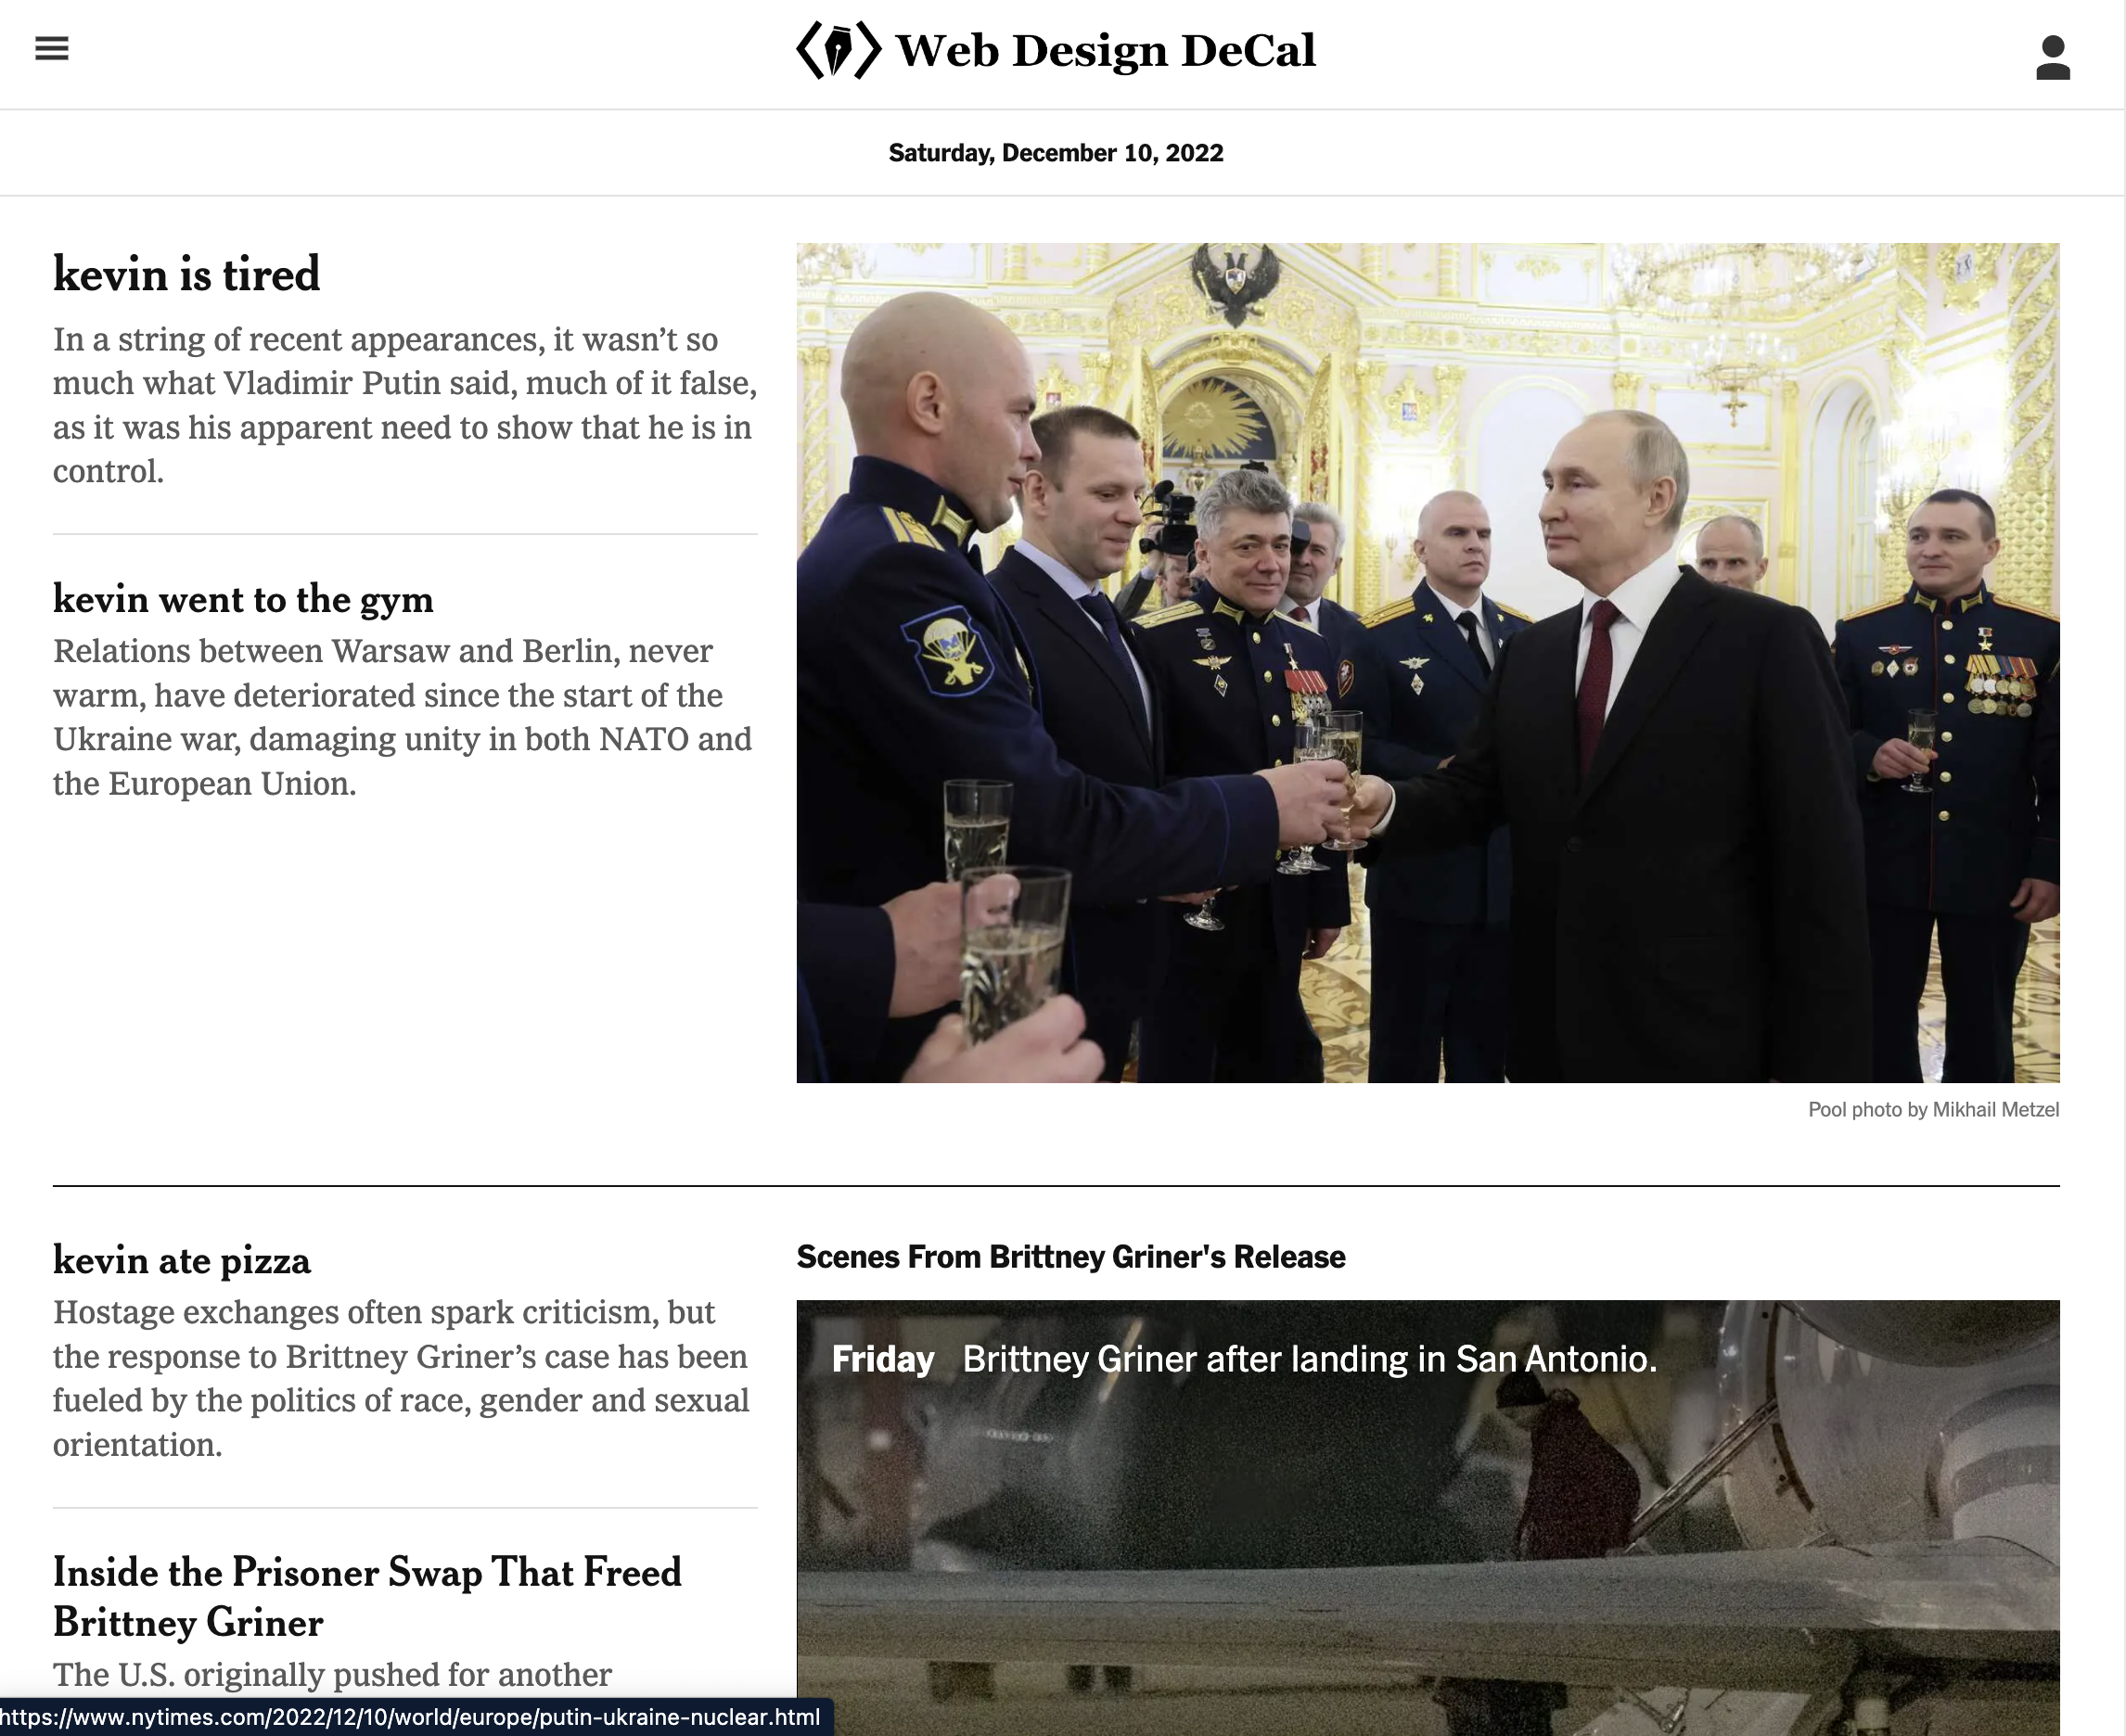 Web Design DeCal
Saturday, December 10, 2022
kevin is tired
In a string of recent appearances, it wasn’t so
much what Vladimir Putin said, much of it false,
as it was his apparent need to show that he is in
control.
kevin went to the gym
Relations between Warsaw and Berlin, never
warm, have deteriorated since the start of the
Ukraine war, damaging unity in both NATO and
the European Union.
Pool photo by Mikhail Metzel
kevin ate pizza
Hostage exchanges often spark criticism, but
the response to Brittney Griner’s case has been
fueled by the politics of race, gender and sexual
orientation.
Inside the Prisoner Swap That Freed
Brittney Griner
The U.S. originally pushed for another
Scenes From Brittney Griner's Release
Friday Brittney Griner after landing in San Antonio.
https://www.nytimes.com/2022/12/10/world/europe/putin-ukraine-nuclear.html